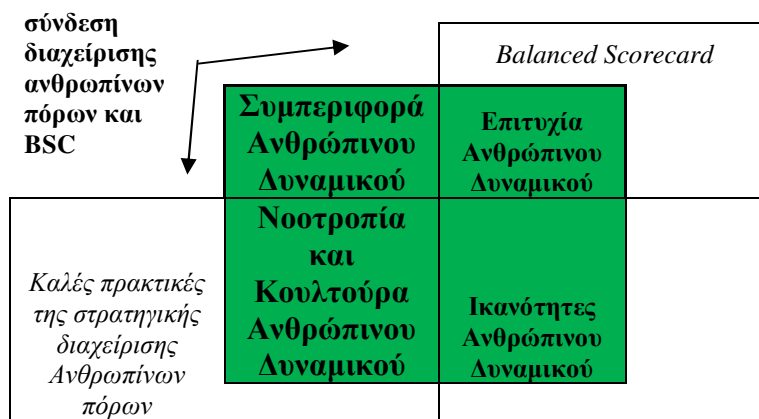 σύνδεση
διαχείρισης
ανθρωπίνων
πόρων και
BSC
Balanced Scorecard
Συμπεριφορά
Ανθρώπινου
Δυναμικού
Επιτυχία
Ανθρώπινου
Δυναμικού
Νοοτροπία
και
Κουλτούρα
Ανθρώπινου
Δυναμικού
Καλές πρακτικές
της στρατηγικής
διαχείρισης
Ανθρωπίνων
πόρων
Ικανότητες
Ανθρώπινου
Δυναμικού